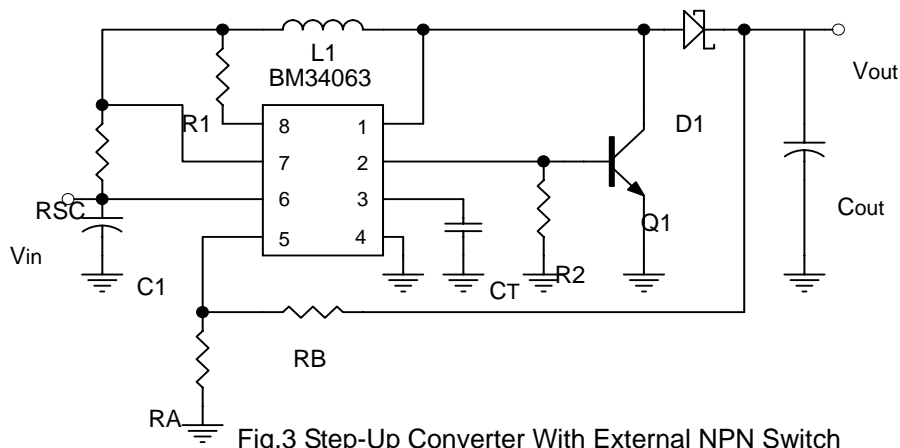 L1
BM34063
Vout
R1
8
1
D1
7
2
RSC
6
3
Cout
Q1
Vin
5
4
C1
CT
R2
RB
RA
Fig.3 Step-Up Converter With External NPN Switch